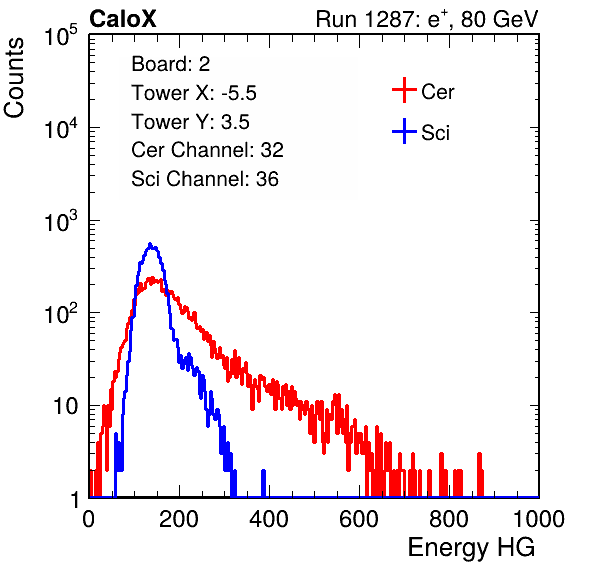 CaloX Run 1287: e⁺, 80 GeV
Counts
Board: 2
Tower X: -5.5
Tower Y: 3.5
Cer Channel: 32
Sci Channel: 36
Cer
Sci
10⁵
10⁴
10³
10²
10
1
0 200 400 600 800 1000
Energy HG